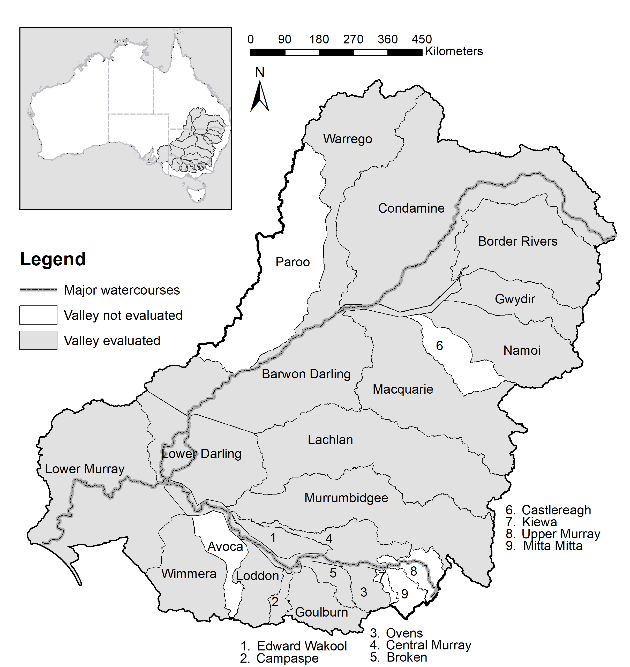 0 90 180 270 360 450
Kilometers
N
Warrego
Condamine
Border Rivers
Paroo
Legend
Major watercourses
Valley not evaluated
Valley evaluated
Gwydir
6
Namoi
Barwon Darling
Macquarie
Lachlan
Lower Darling
Lower Murray
Murrumbidgee
6. Castlereagh
7. Kiewa
8. Upper Murray
9. Mitta Mitta
1
4
Avoca
Wimmera
Loddon
5
7
8
2
3
9
Goulburn
1. Edward Wakool
2. Campaspe
3. Ovens
4. Central Murray
5. Broken